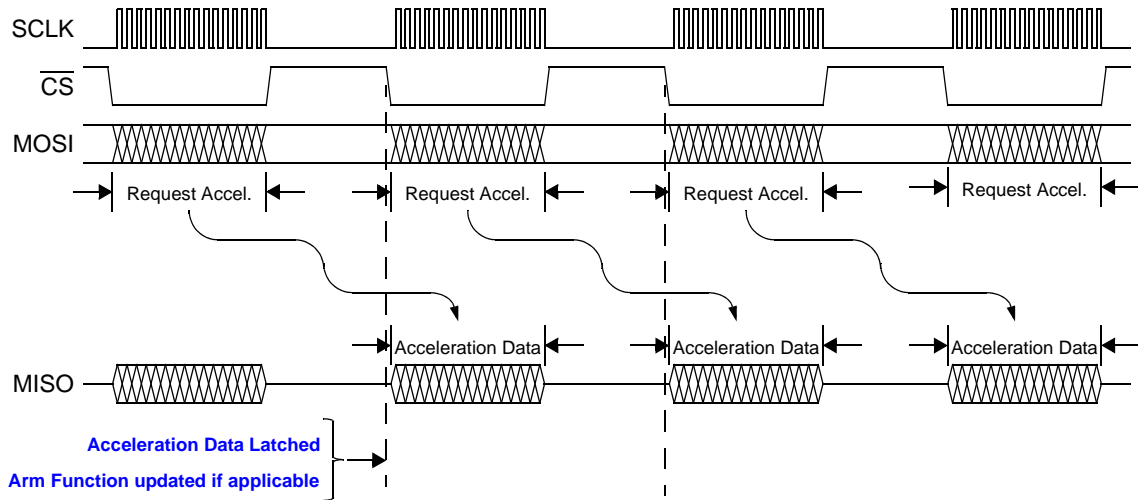 SCLK
CS
MOSI
Request Accel.
Request Accel.
Request Accel.
Request Accel.
Acceleration Data
Acceleration Data
Acceleration Data
MISO
Acceleration Data Latched
Arm Function updated if applicable